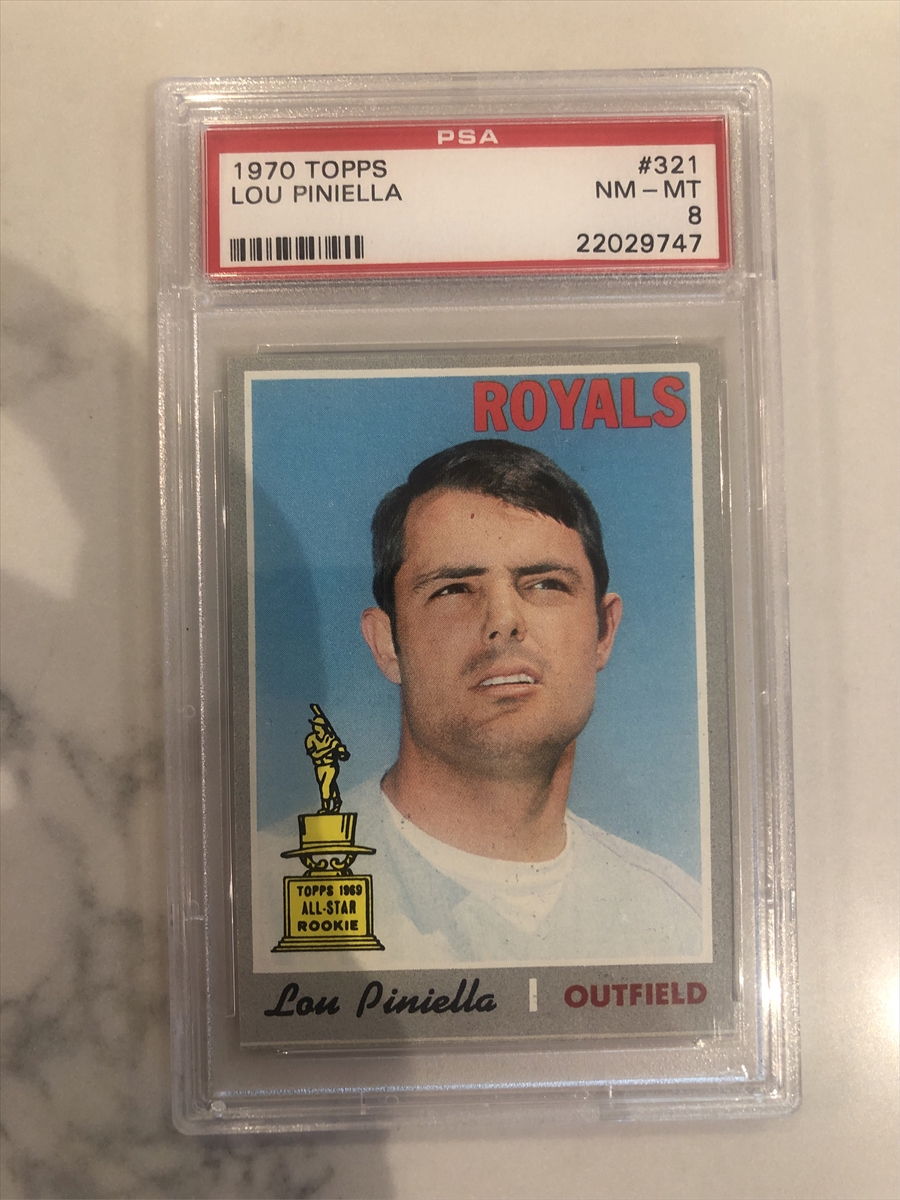 PSA
1970 TOPPS #321
LOU PINIELLA NM - MT
8
22029747
ROYALS
TOPPS 1969
ALL-STAR
ROOKIE
Lou Piniella | OUTFIELD